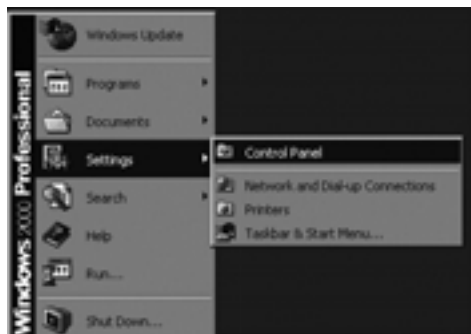 Windows 2000 Professional
Windows Update
Programs
Documents
Settings
Search
Help
Run...
Shut Down...
Control Panel
Network and Dial-up Connections
Printers
Taskbar & Start Menu...